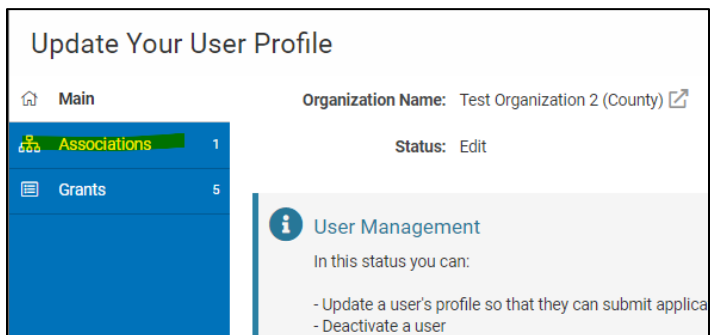 Update Your User Profile
Main
Organization Name: Test Organization 2 (County)
Associations 1
Status: Edit
Grants 5
User Management
In this status you can:
- Update a user's profile so that they can submit applica
- Deactivate a user